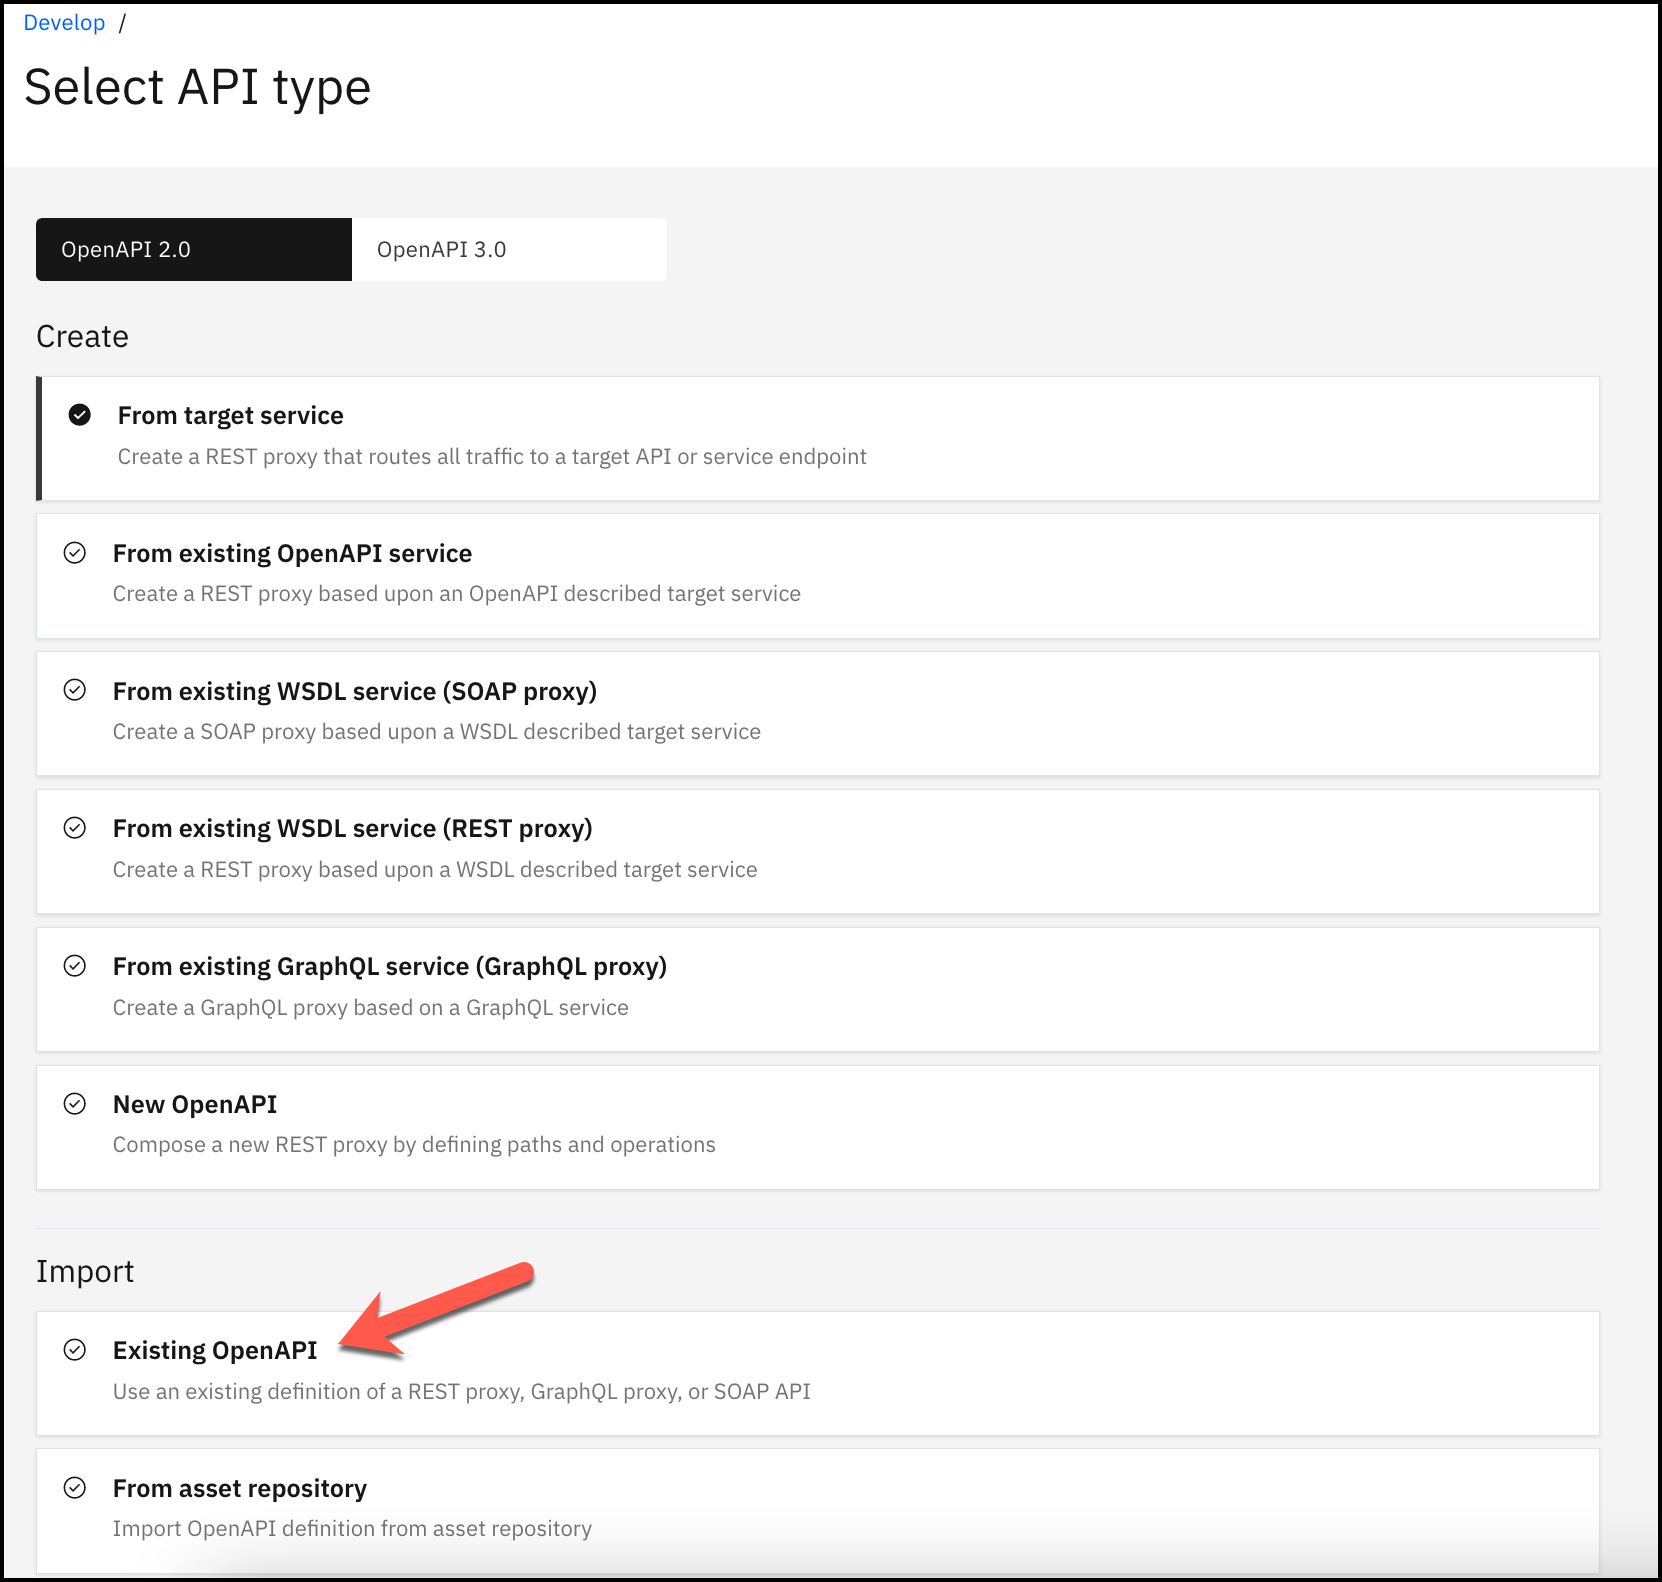 Develop /
Select API type
OpenAPI 2.0
OpenAPI 3.0
Create
From target service
Create a REST proxy that routes all traffic to a target API or service endpoint
From existing OpenAPI service
Create a REST proxy based upon an OpenAPI described target service
From existing WSDL service (SOAP proxy)
Create a SOAP proxy based upon a WSDL described target service
From existing WSDL service (REST proxy)
Create a REST proxy based upon a WSDL described target service
From existing GraphQL service (GraphQL proxy)
Create a GraphQL proxy based on a GraphQL service
New OpenAPI
Compose a new REST proxy by defining paths and operations
Import
Existing OpenAPI
Use an existing definition of a REST proxy, GraphQL proxy, or SOAP API
From asset repository
Import OpenAPI definition from asset repository